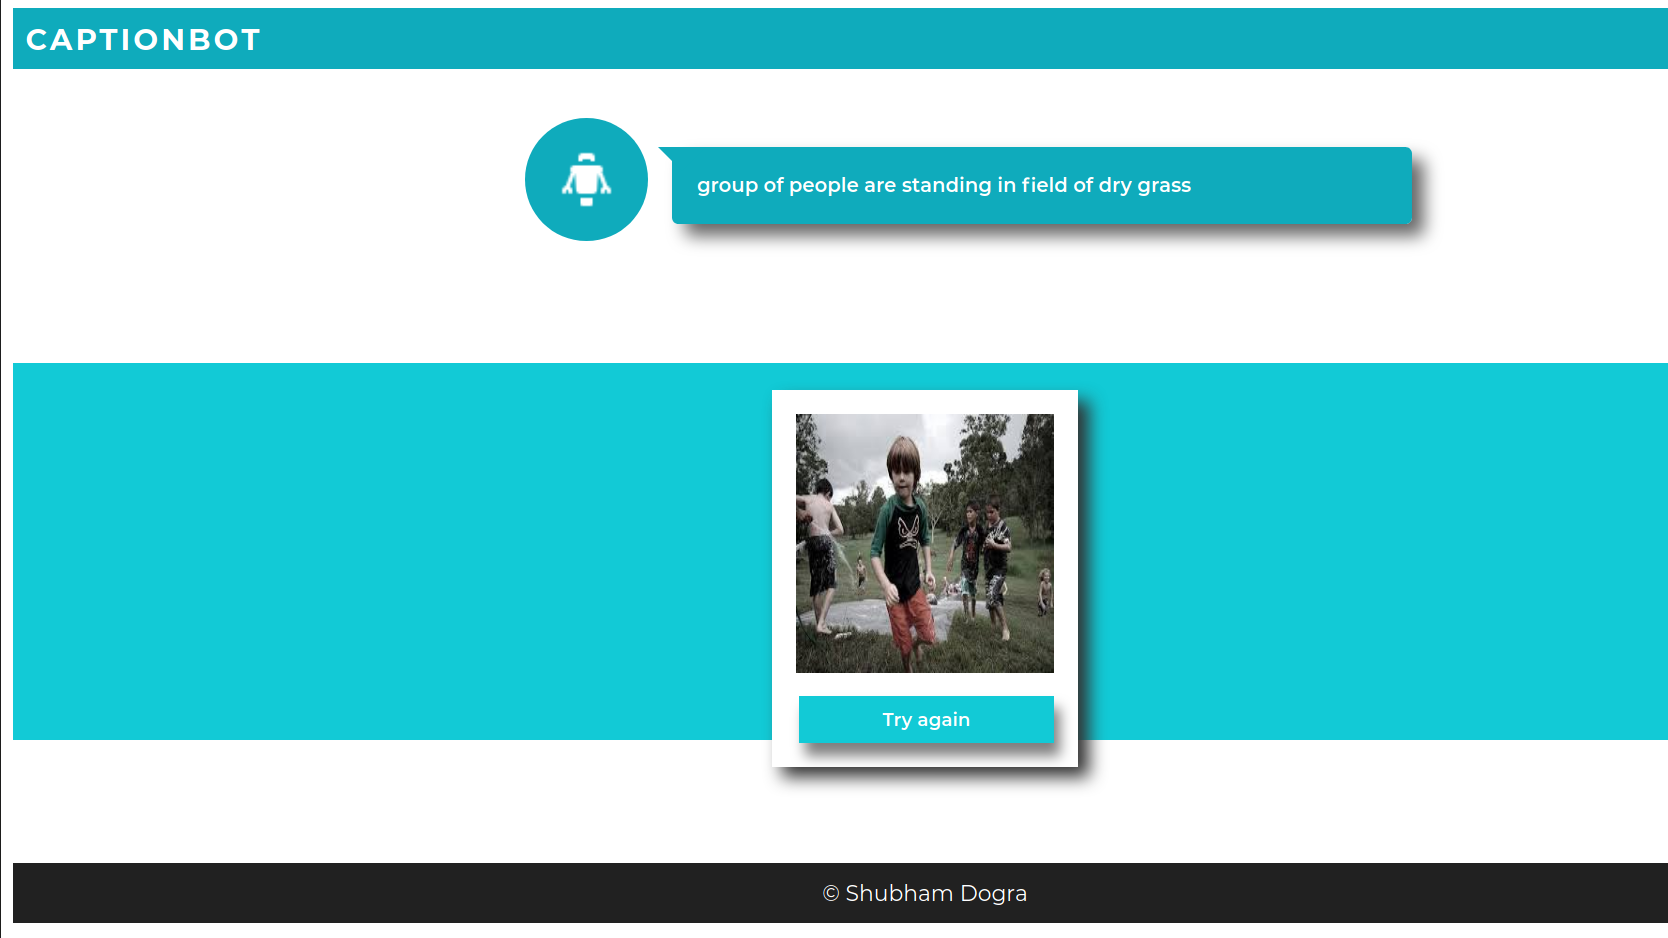 CAPTIONBOT
group of people are standing in field of dry grass
Try again
© Shubham Dogra